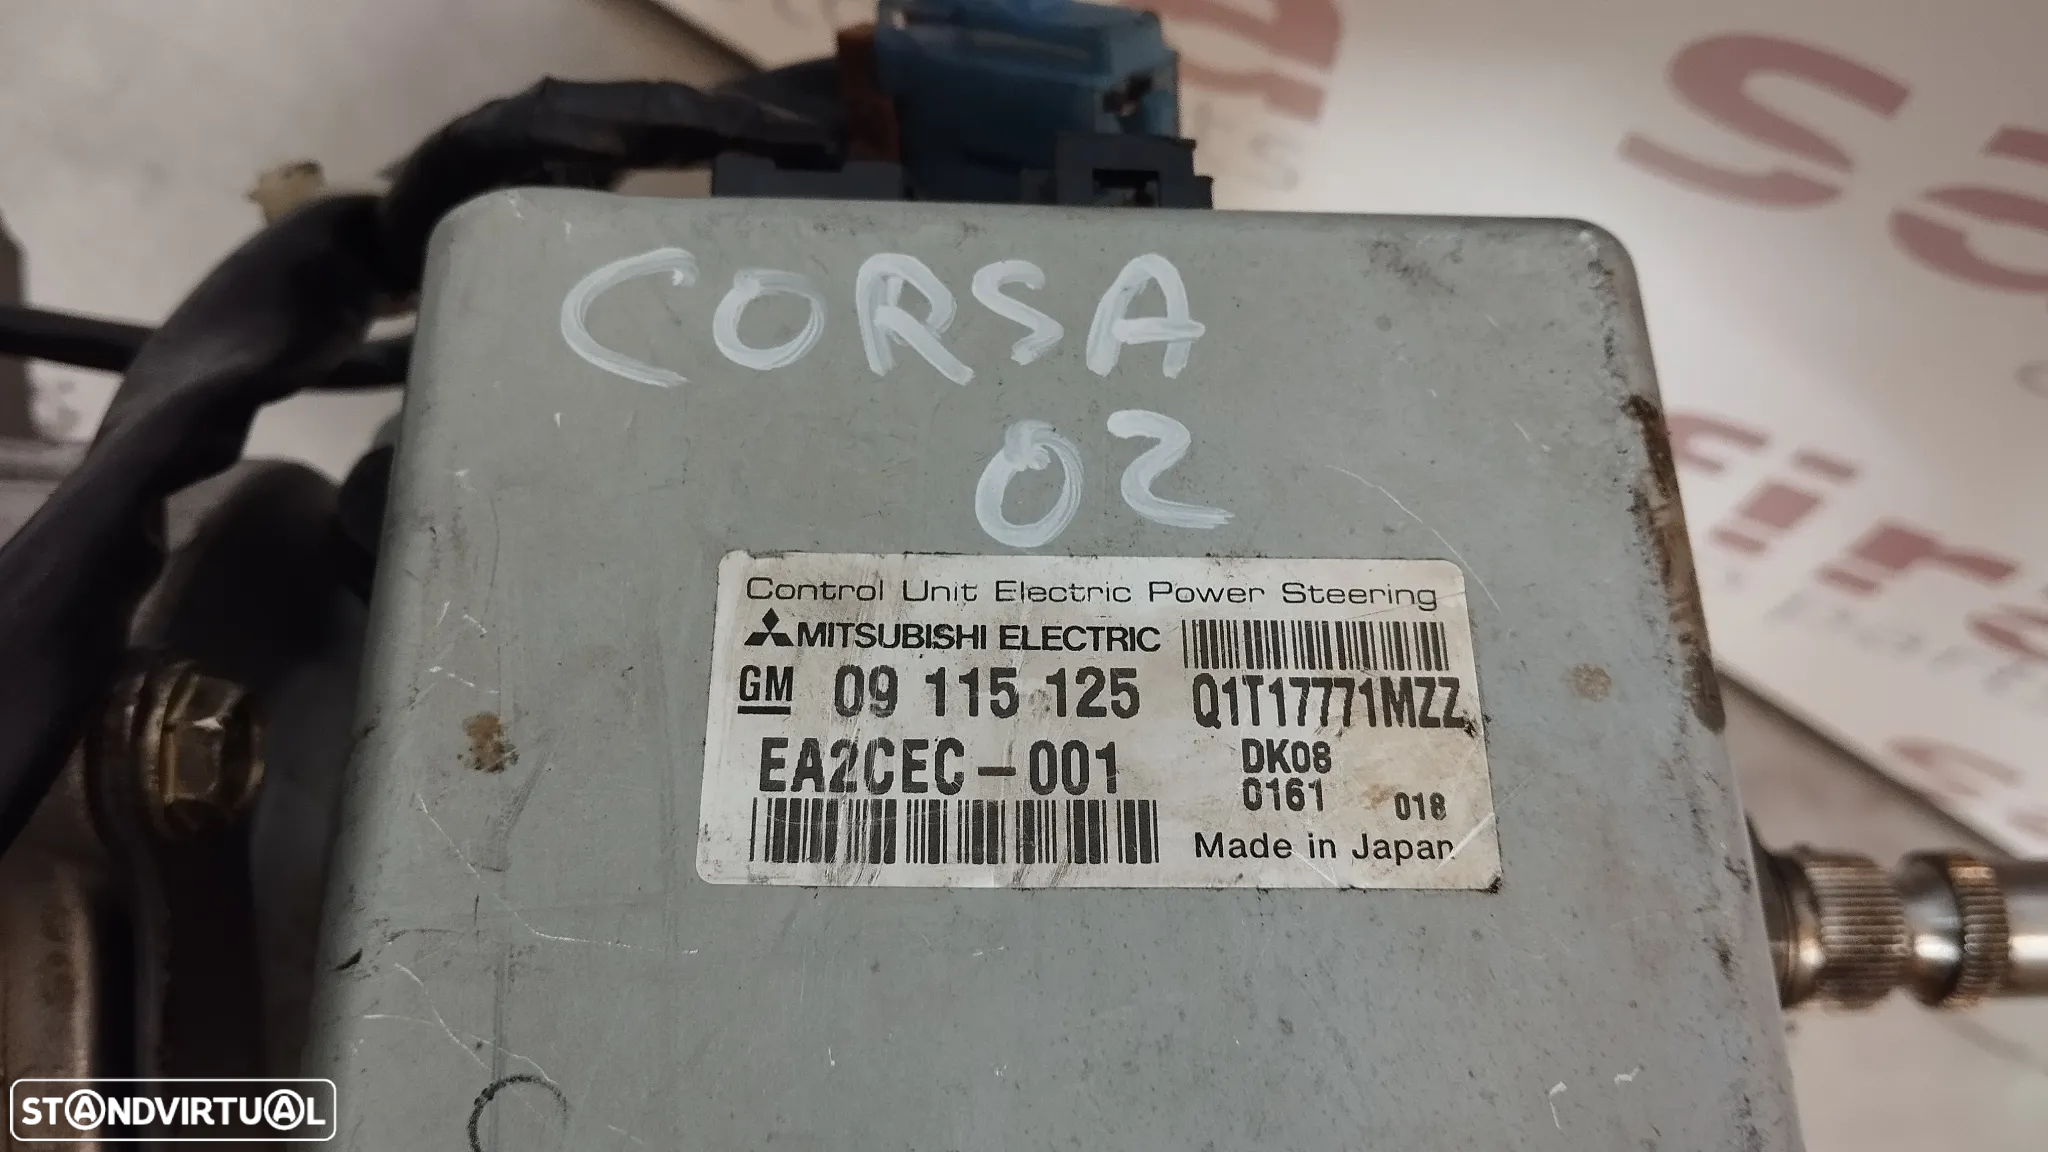 CORSA
02
Control Unit Electric Power Steering
MITSUBISHI ELECTRIC
GM 09 115 125 Q1T17771MZZ
EA2CEC-001 DK08
0161 018
Made in Japan
STANDVIRTUAL